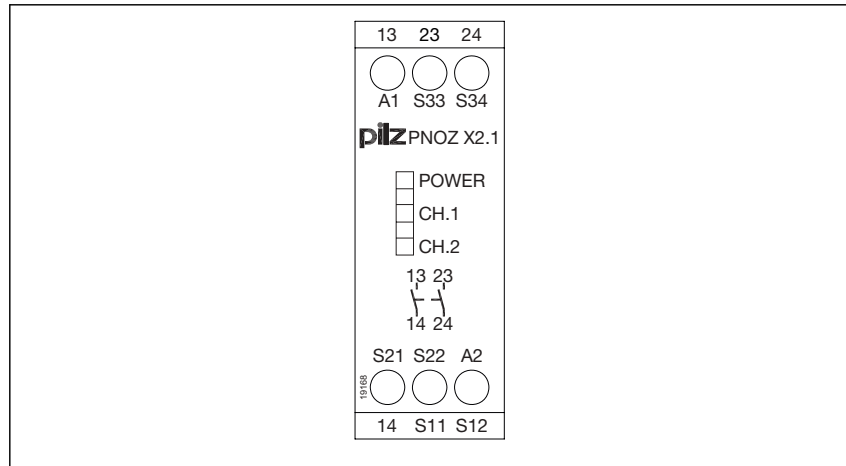 13 23 24
A1 S33 S34
pilz PNOZ X2.1
POWER
CH.1
CH.2
13 23
14 24
S21 S22 A2
19168
14 S11 S12